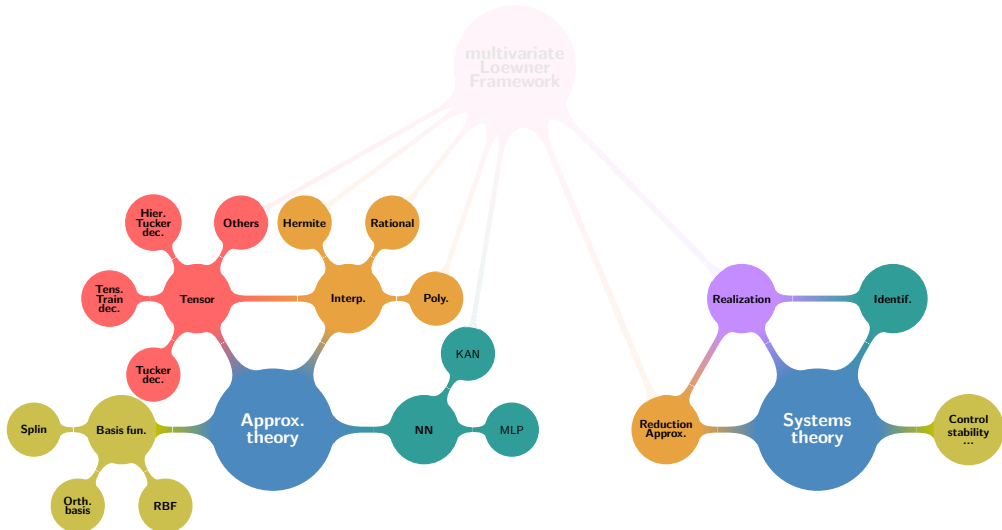 multivariate
Loewner
Framework
Hier.
Tucker
dec.
Others
Hermite
Rational
Tens.
Train
dec.
Tensor
Interp.
Poly.
Realization
Identif.
Tucker
dec.
KAN
Splin
Basis fun.
Approx.
theory
NN
MLP
Reduction
Approx.
Systems
theory
Control
stability
...
Orth.
basis
RBF